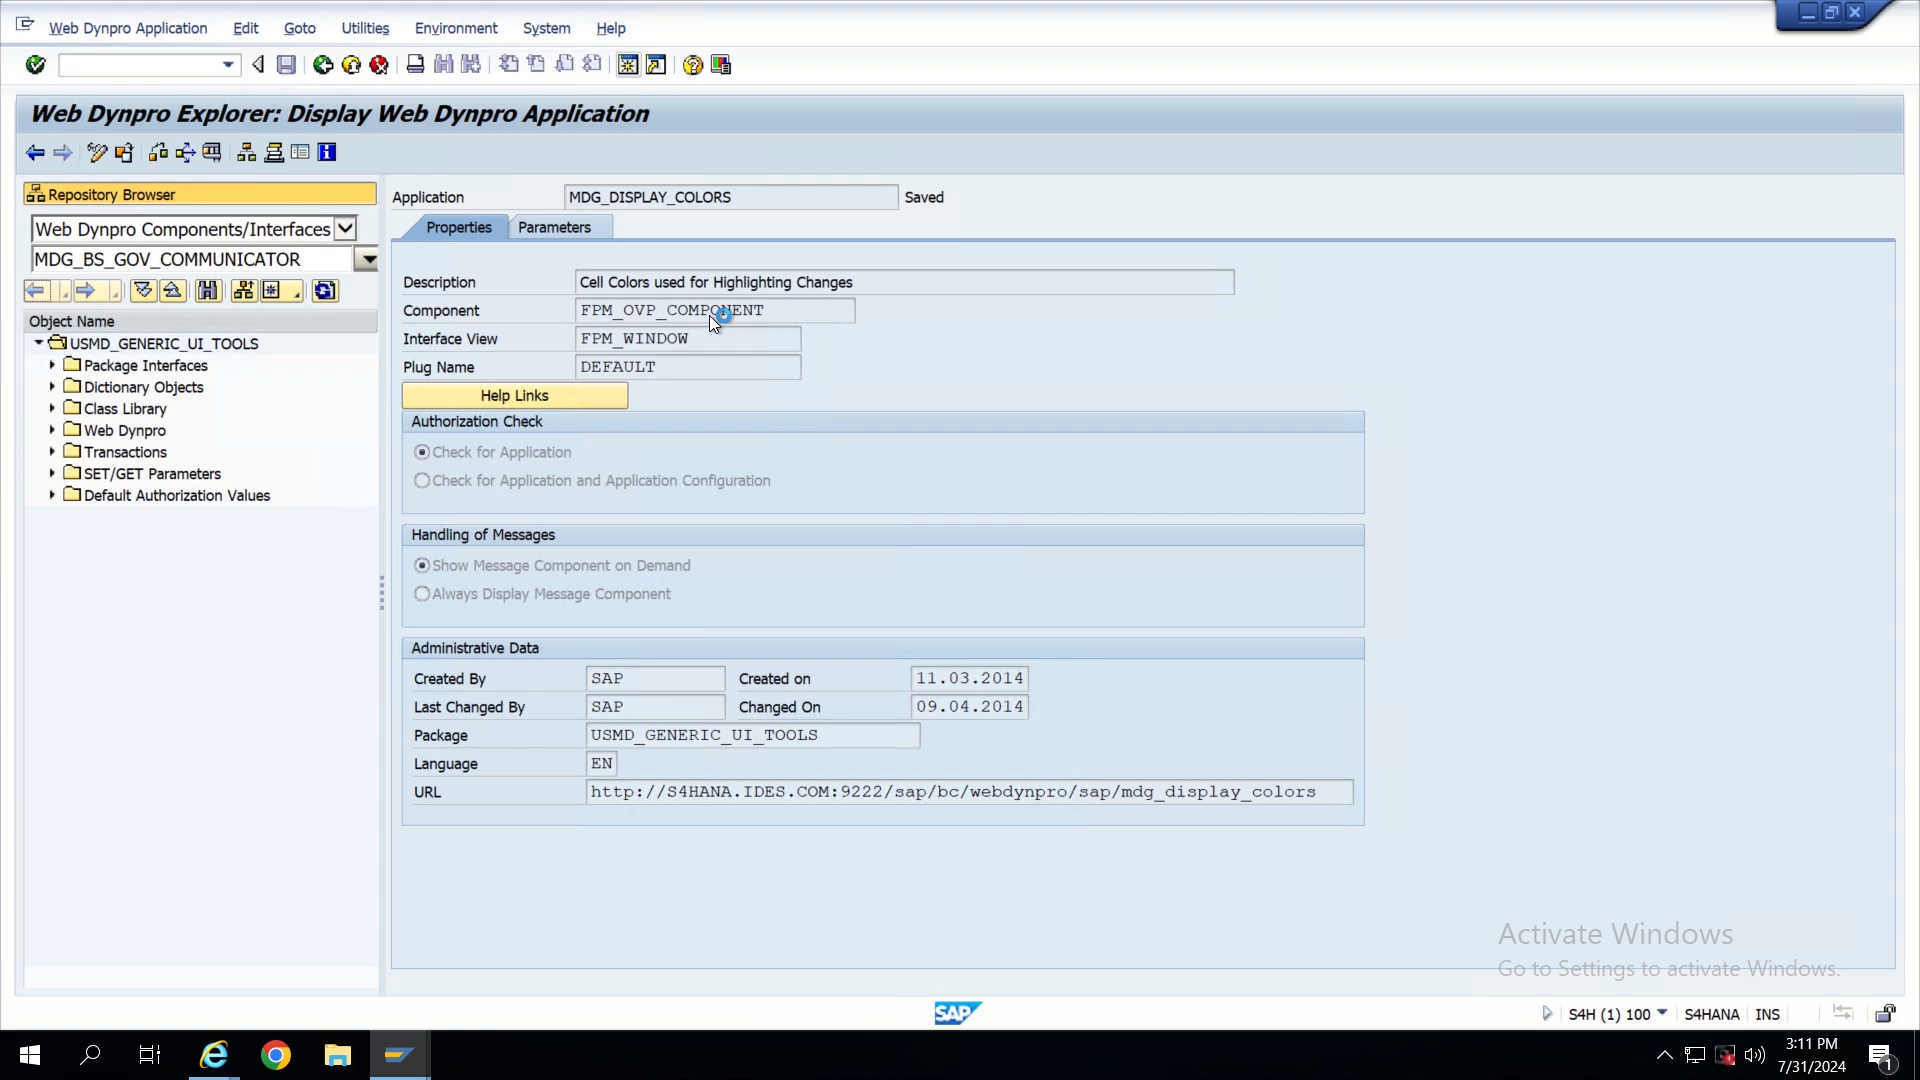 Web Dynpro Application Edit Goto Utilities Environment System Help
Web Dynpro Explorer: Display Web Dynpro Application
Repository Browser
Web Dynpro Components/Interfaces
MDG_BS_GOV_COMMUNICATOR
Object Name
USMD_GENERIC_UI_TOOLS
Package Interfaces
Dictionary Objects
Class Library
Web Dynpro
Transactions
SET/GET Parameters
Default Authorization Values
Application MDG_DISPLAY_COLORS Saved
Properties Parameters
Description Cell Colors used for Highlighting Changes
Component FPM_OVP_COMPONENT
Interface View FPM_WINDOW
Plug Name DEFAULT
Help Links
Authorization Check
Check for Application
Check for Application and Application Configuration
Handling of Messages
Show Message Component on Demand
Always Display Message Component
Administrative Data
Created By SAP Created on 11.03.2014
Last Changed By SAP Changed On 09.04.2014
Package USMD_GENERIC_UI_TOOLS
Language EN
URL http://S4HANA.IDES.COM:9222/sap/bc/webdynpro/sap/mdg_display_colors
Activate Windows
Go to Settings to activate Windows.
SAP
S4H (1) 100 S4HANA INS
3:11 PM
7/31/2024
1